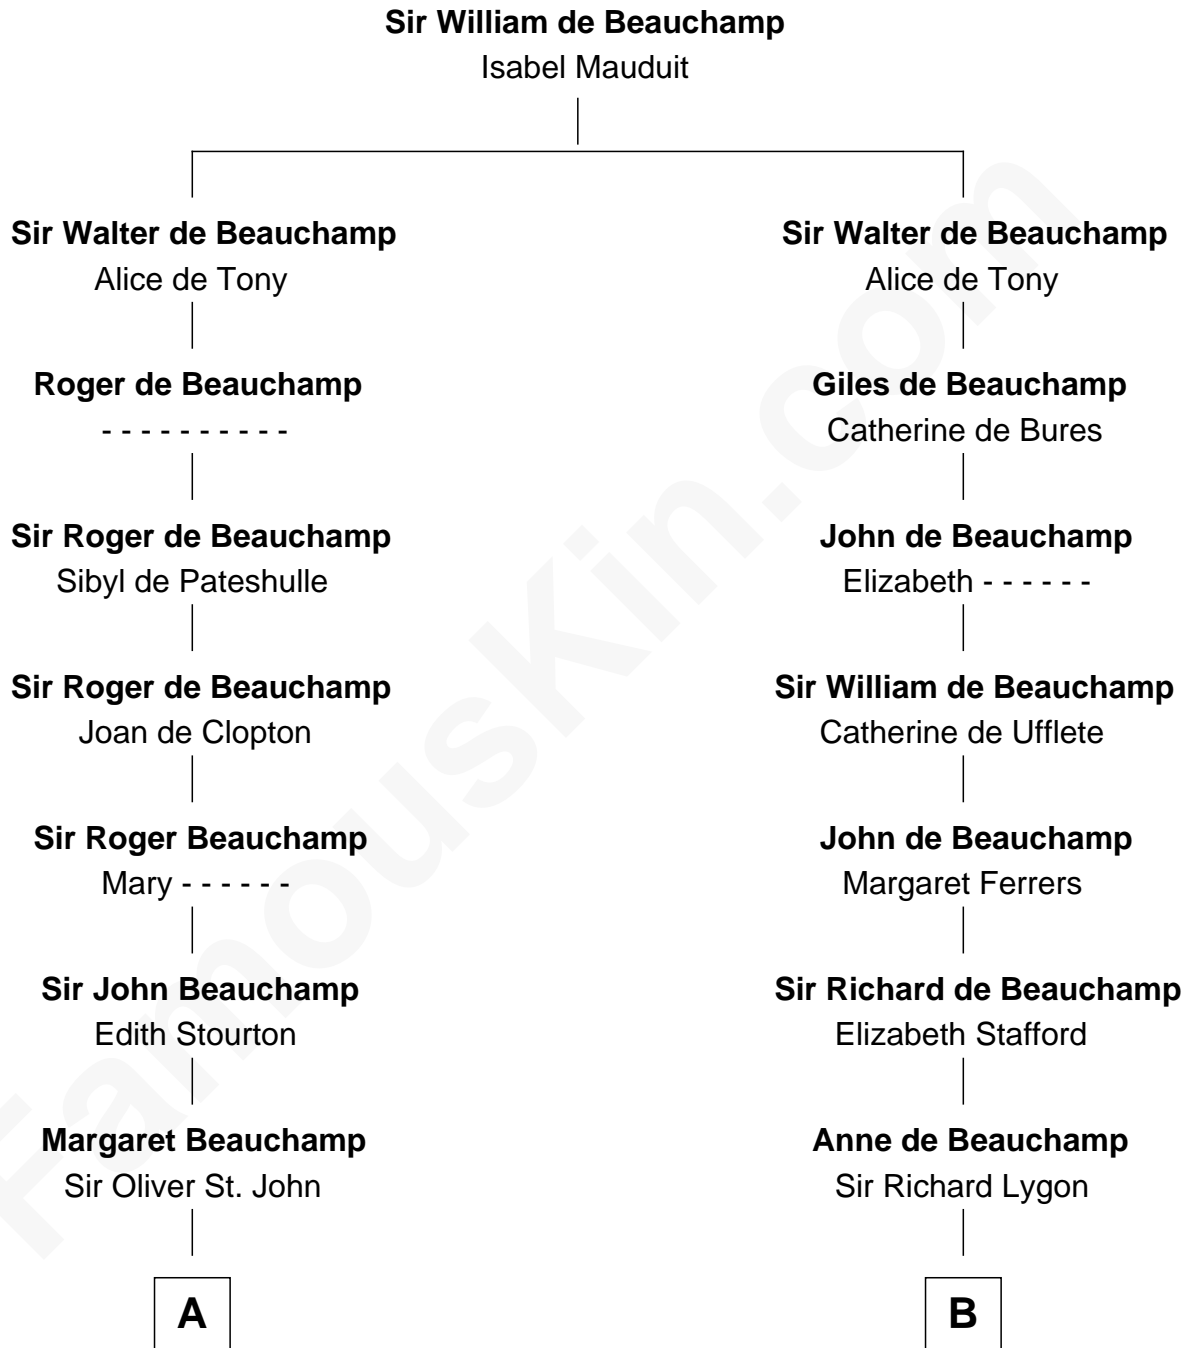 Sir William de Beauchamp
Isabel Mauduit
Sir Walter de Beauchamp
Alice de Tony
Roger de Beauchamp
- - - - - - - - - -
Sir Roger de Beauchamp
Sibyl de Pateshulle
Sir Roger de Beauchamp
Joan de Clopton
Sir Roger Beauchamp
Mary - - - - - -
Sir John Beauchamp
Edith Stourton
Margaret Beauchamp
Sir Oliver St. John
A
Sir Walter de Beauchamp
Alice de Tony
Giles de Beauchamp
Catherine de Bures
John de Beauchamp
Elizabeth - - - - - -
Sir William de Beauchamp
Catherine de Ufflete
John de Beauchamp
Margaret Ferrers
Sir Richard de Beauchamp
Elizabeth Stafford
Anne de Beauchamp
Sir Richard Lygon
B
FamousKin.com